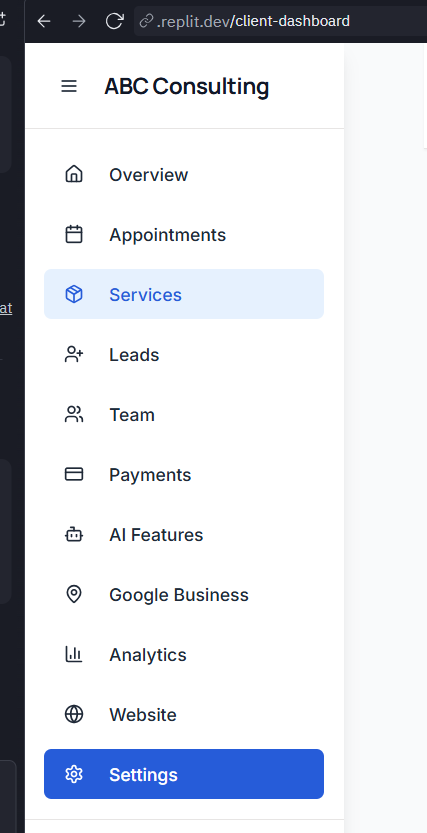 .replit.dev/client-dashboard
ABC Consulting
Overview
Appointments
Services
at
Leads
Team
Payments
AI Features
Google Business
Analytics
Website
Settings